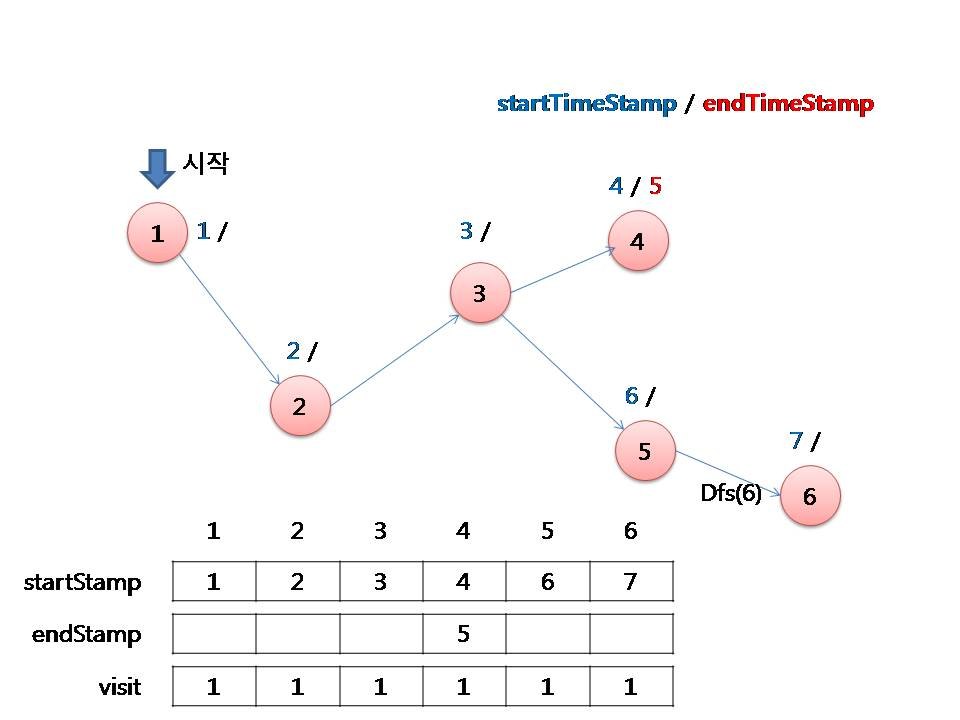 startTimeStamp / endTimeStamp
시작
4 / 5
1
1 /
3 /
4
3
2 /
2
6 /
5
7 /
Dfs(6)
6
1 2 3 4 5 6
startStamp 1 2 3 4 6 7
endStamp 5
visit 1 1 1 1 1 1